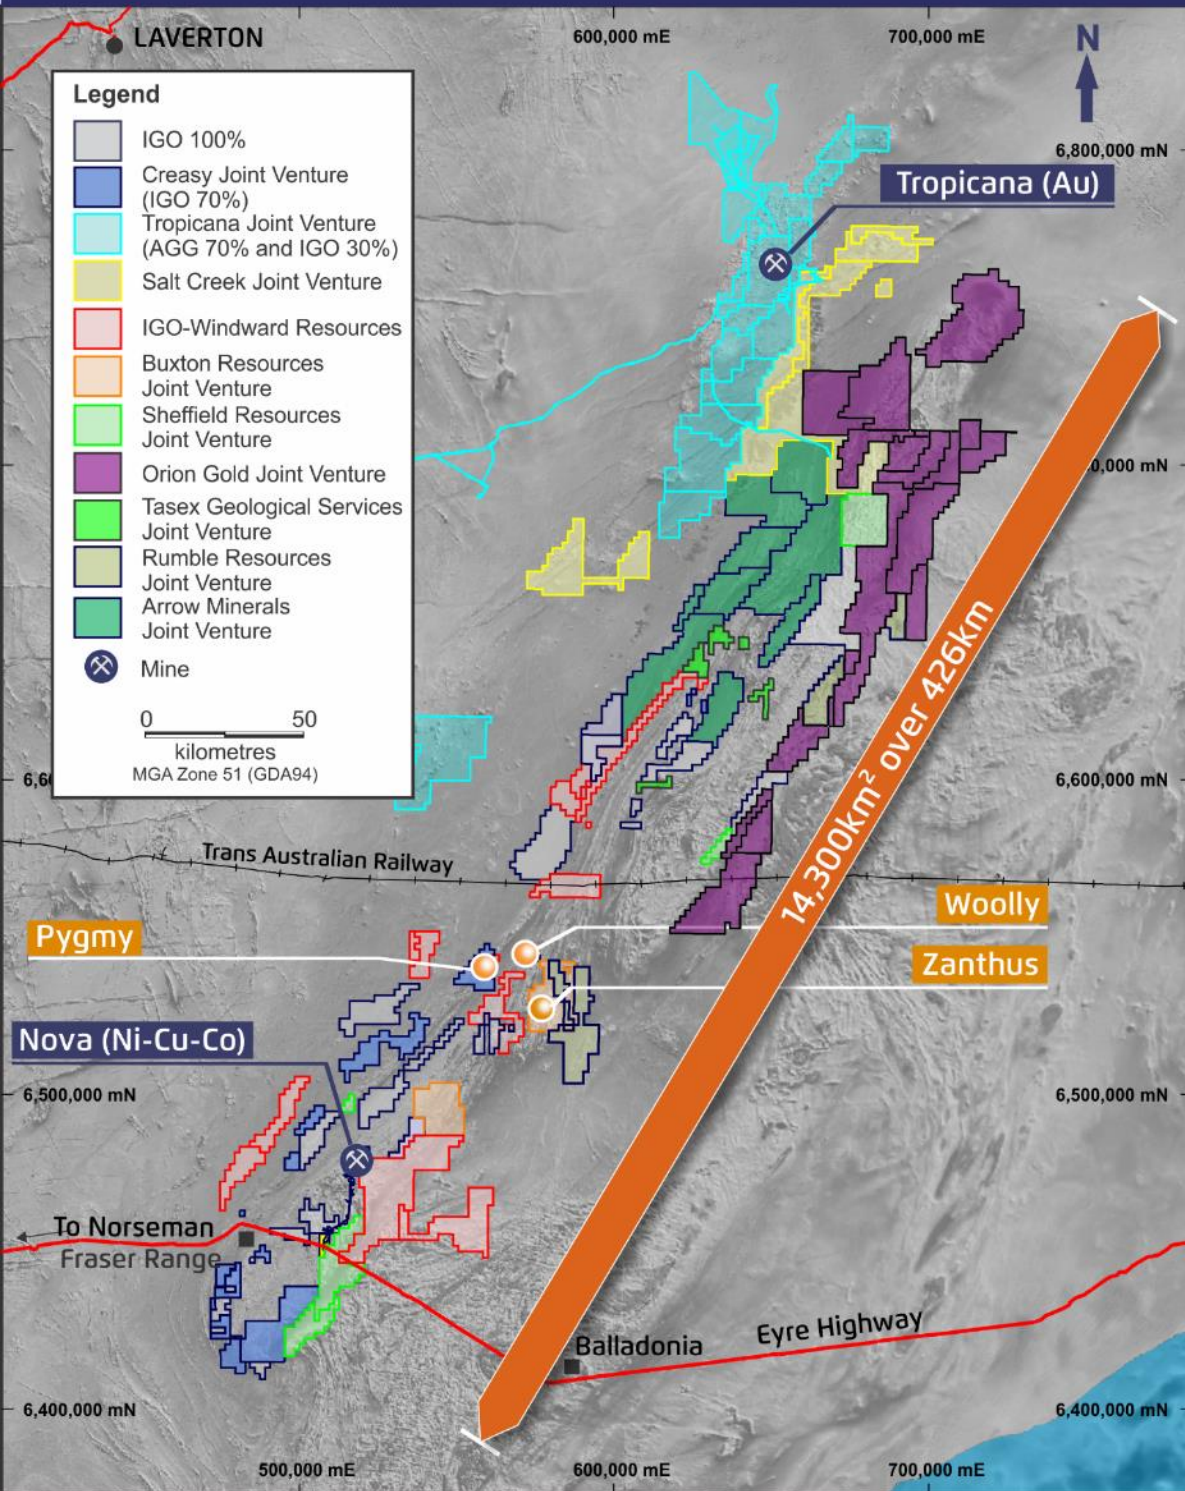 LAVERTON
600,000 mE
700,000 mE
N
Legend
IGO 100%
Creasy Joint Venture
(IGO 70%)
Tropicana Joint Venture
(AGG 70% and IGO 30%)
Salt Creek Joint Venture
IGO-Windward Resources
Buxton Resources
Joint Venture
Sheffield Resources
Joint Venture
Orion Gold Joint Venture
Tasex Geological Services
Joint Venture
Rumble Resources
Joint Venture
Arrow Minerals
Joint Venture
Mine
0 50
kilometres
MGA Zone 51 (GDA94)
6,800,000 mN
Tropicana (Au)
0,000 mN
14,300km² over 426km
6,60
6,600,000 mN
Trans Australian Railway
Woolly
Pygmy
Zanthus
Nova (Ni-Cu-Co)
6,500,000 mN
6,500,000 mN
To Norseman
Fraser Range
Balladonia
Eyre Highway
6,400,000 mN
6,400,000 mN
500,000 mE
600,000 mE
700,000 mE